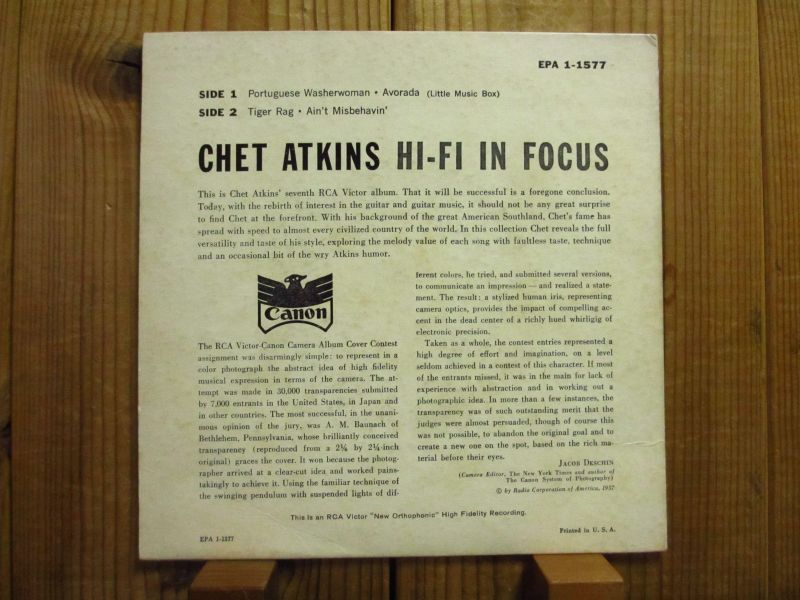 EPA 1-1577
SIDE 1 Portuguese Washerwoman • Avorada (Little Music Box)
SIDE 2 Tiger Rag • Ain't Misbehavin'
CHET ATKINS HI-FI IN FOCUS
This is Chet Atkins' seventh RCA Victor album. That it will be successful is a foregone conclusion.
Today, with the rebirth of interest in the guitar and guitar music, it should not be any great surprise
to find Chet at the forefront. With his background of the great American Southland, Chet's fame has
spread with speed to almost every civilized country of the world. In this collection Chet reveals the full
versatility and taste of his style, exploring the melody value of each song with faultless taste, technique
and an occasional bit of the wry Atkins humor.
Canon
The RCA Victor-Canon Camera Album Cover Contest
assignment was disarmingly simple: to represent in a
color photograph the abstract idea of high fidelity
musical expression in terms of the camera. The at-
tempt was made in 30,000 transparencies submitted
by 7,000 entrants in the United States, in Japan and
in other countries. The most successful, in the unani-
mous opinion of the jury, was A. M. Baunach of
Bethlehem, Pennsylvania, whose brilliantly conceived
transparency (reproduced from a 2⅜ by 2¼-inch
original) graces the cover. It won because the photog-
rapher arrived at a clear-cut idea and worked pains-
takingly to achieve it. Using the familiar technique of
the swinging pendulum with suspended lights of dif-
ferent colors, he tried, and submitted several versions,
to communicate an impression — and realized a state-
ment. The result: a stylized human iris, representing
camera optics, provides the impact of compelling ac-
cent in the dead center of a richly hued whirligig of
electronic precision.
Taken as a whole, the contest entries represented a
high degree of effort and imagination, on a level
seldom achieved in a contest of this character. If most
of the entrants missed, it was in the main for lack of
experience with abstraction and in working out a
photographic idea. In more than a few instances, the
transparency was of such outstanding merit that the
judges were almost persuaded, though of course this
was not possible, to abandon the original goal and to
create a new one on the spot, based on the rich ma-
terial before their eyes.
JACOB DESCHIN
(Camera Editor, The New York Times and author of
The Canon System of Photography)
© by Radio Corporation of America, 1957
This Is an RCA Victor "New Orthophonic" High Fidelity Recording.
EPA 1-1577
Printed in U. S. A.